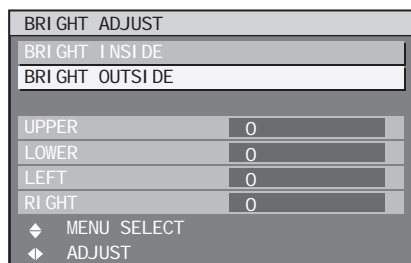 BRIGHT ADJUST
BRIGHT INSIDE
BRIGHT OUTSIDE
UPPER 0
LOWER 0
LEFT 0
RIGHT 0
MENU SELECT
ADJUST